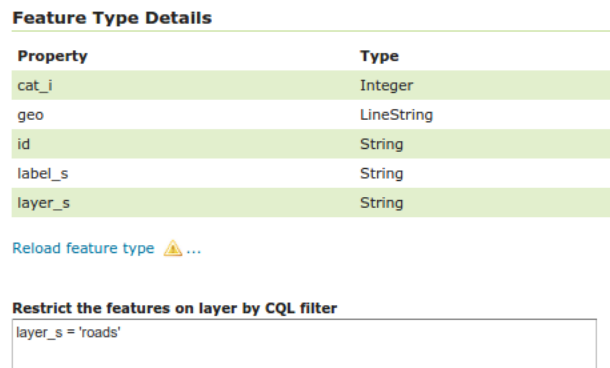 Feature Type Details
Property Type
cat_i Integer
geo LineString
id String
label_s String
layer_s String
Reload feature type ...
Restrict the features on layer by CQL filter
layer_s = 'roads'